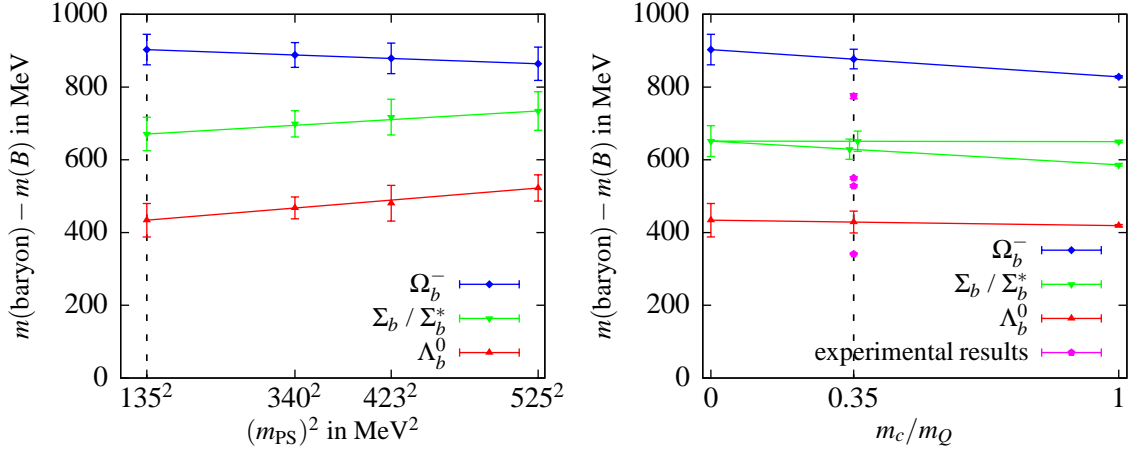 1000
800
600
400
200
0
m(baryon) − m(B) in MeV
135² 340² 423² 525²
(m_PS)² in MeV²
Ω_b^−
Σ_b / Σ_b^*
Λ_b^0
1000
800
600
400
200
0
m(baryon) − m(B) in MeV
0 0.35 1
m_c/m_Q
Ω_b^−
Σ_b / Σ_b^*
Λ_b^0
experimental results